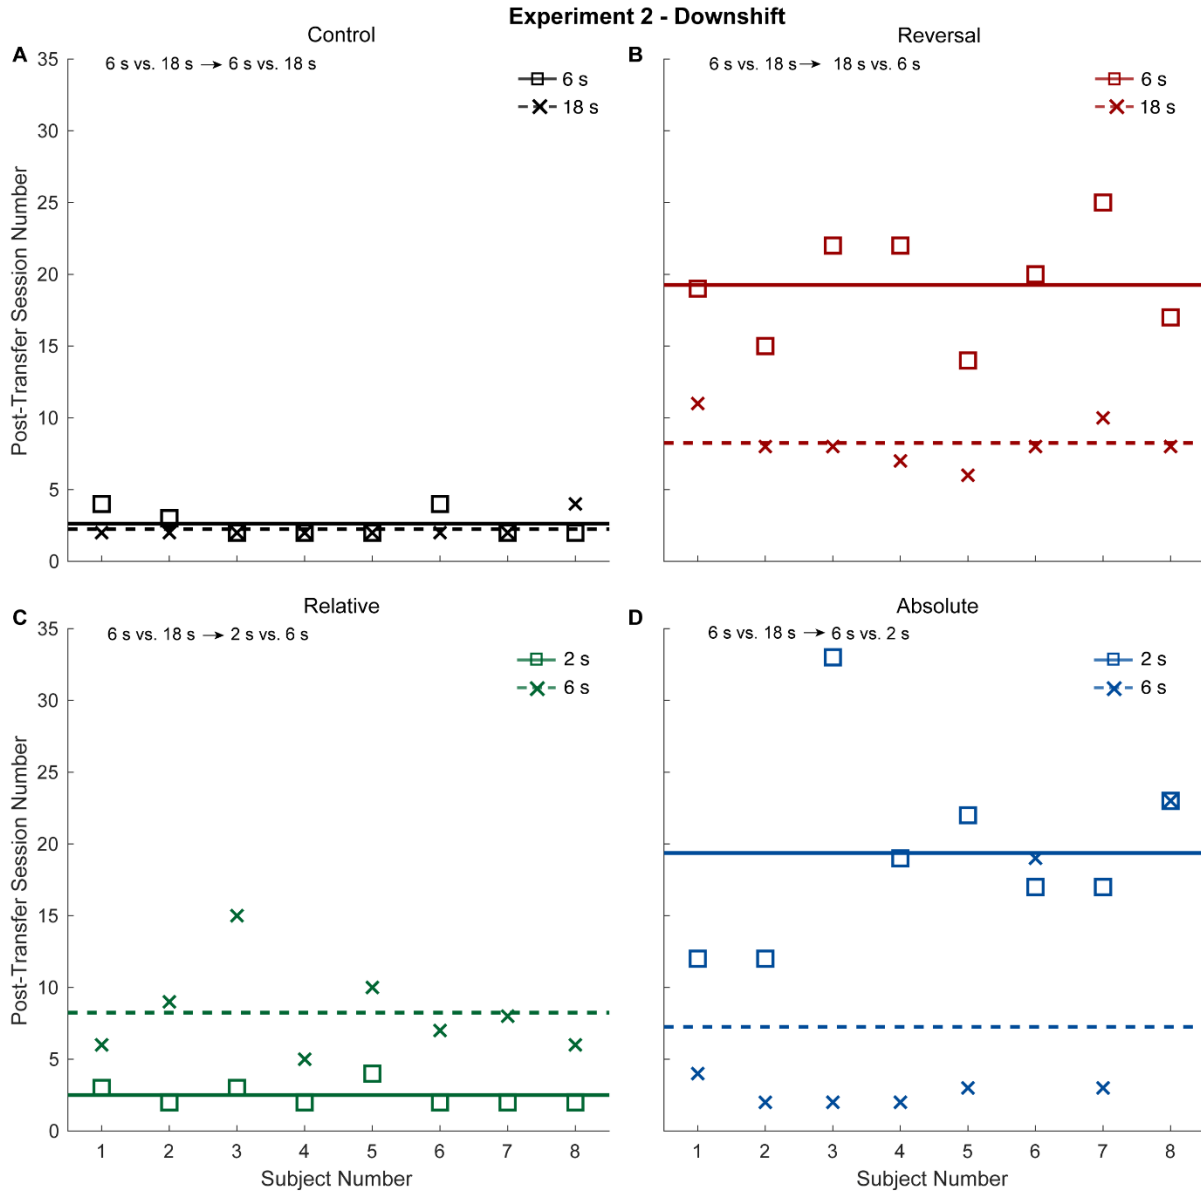 Experiment 2 - Downshift
A
Control
6 s vs. 18 s → 6 s vs. 18 s
6 s
18 s
Post-Transfer Session Number
35
30
25
20
15
10
5
0
B
Reversal
6 s vs. 18 s → 18 s vs. 6 s
6 s
18 s
C
Relative
6 s vs. 18 s → 2 s vs. 6 s
2 s
6 s
Post-Transfer Session Number
35
30
25
20
15
10
5
0
1 2 3 4 5 6 7 8
Subject Number
D
Absolute
6 s vs. 18 s → 6 s vs. 2 s
2 s
6 s
1 2 3 4 5 6 7 8
Subject Number